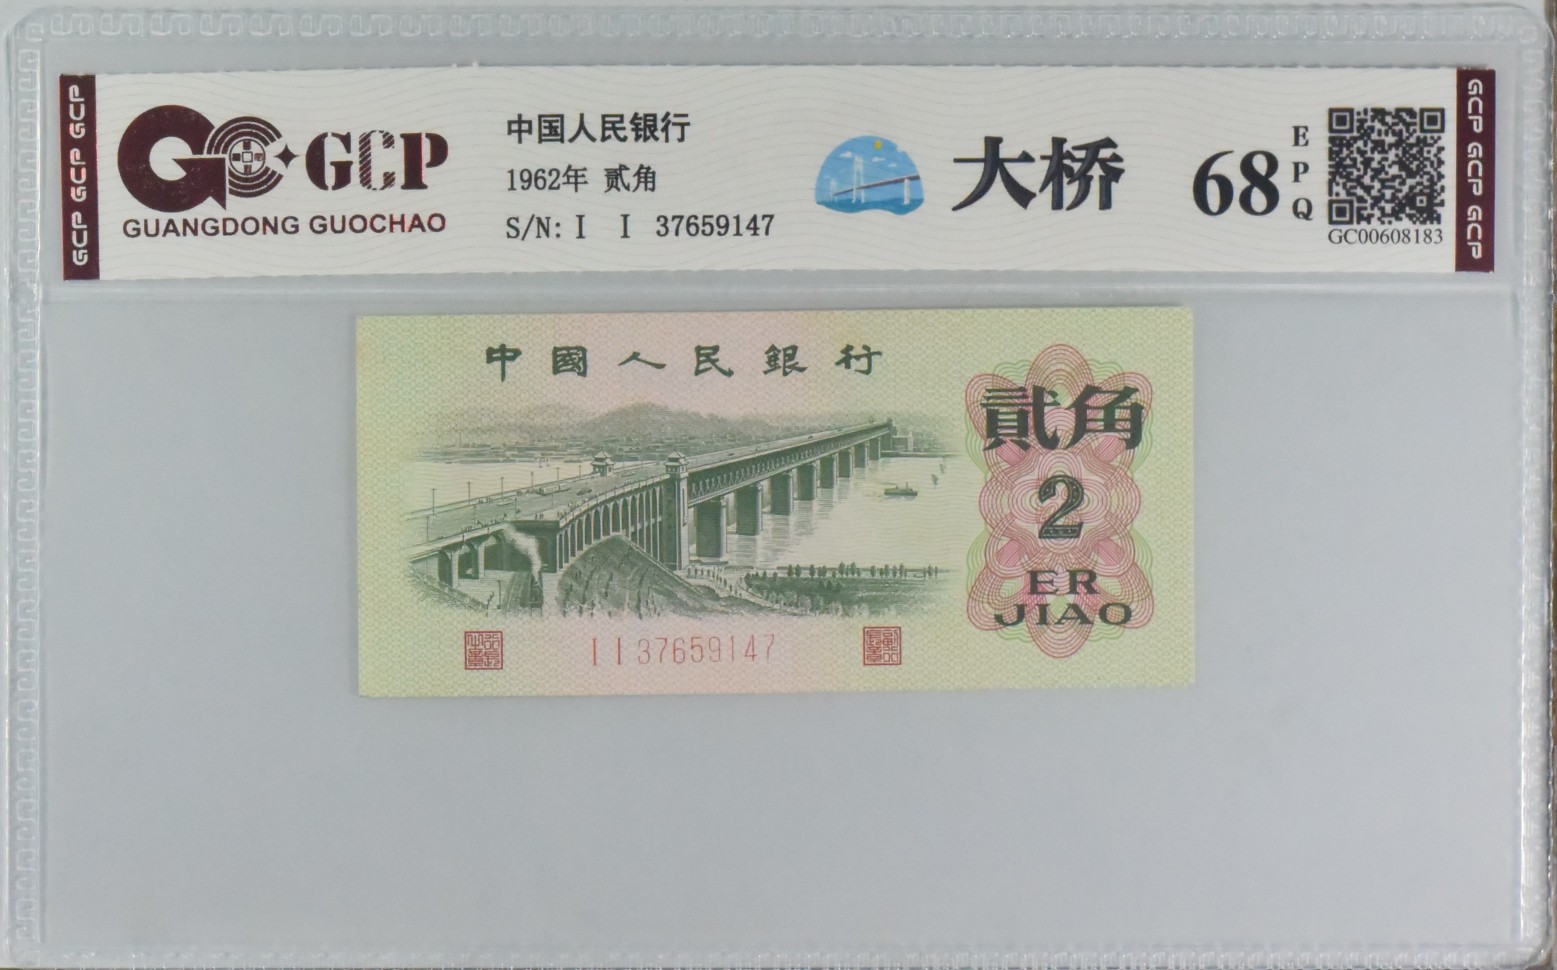 GCP GCP GCP
GCP
GUANGDONG GUOCHAO
中国人民银行
1962年 贰角
S/N: I I 37659147
大桥
68
E
P
Q
GC00608183
GCP GCP GCP
中國人民銀行
貳角
2
ER
JIAO
I I 37659147